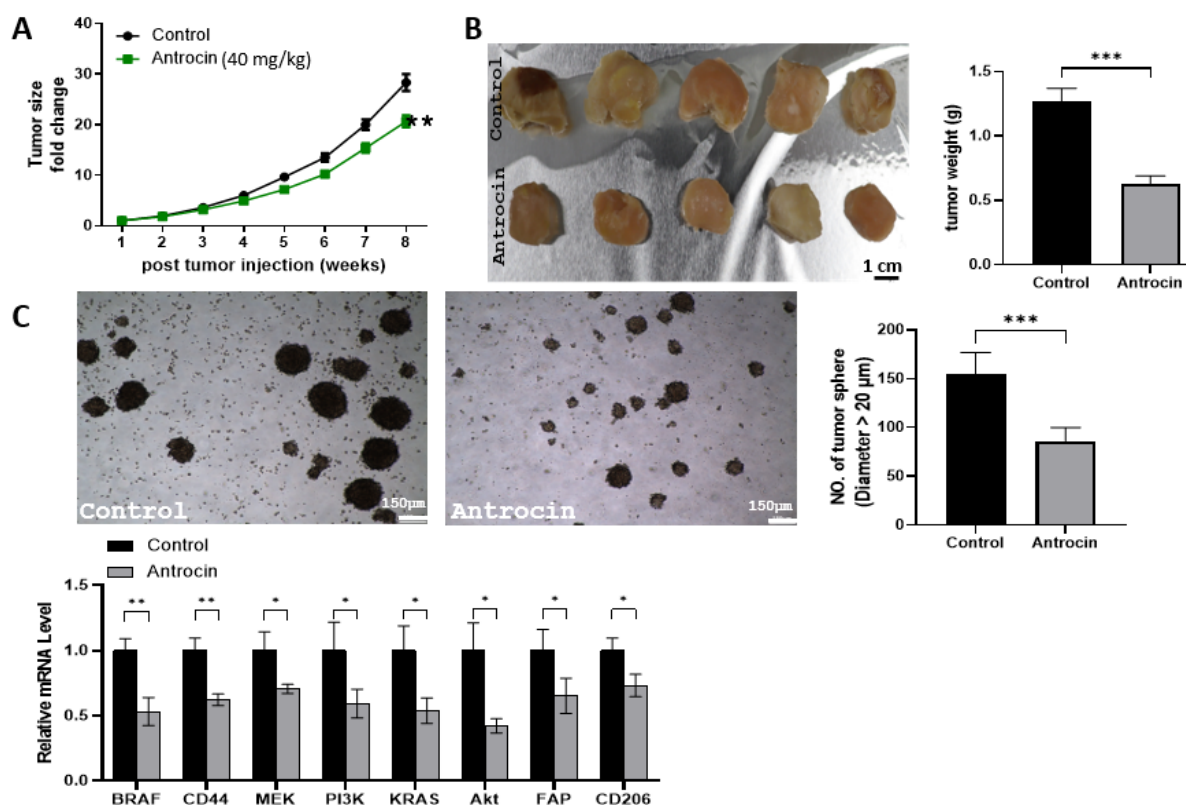 A
40
30
20
10
0
Tumor size
fold change
Control
Antrocin (40 mg/kg)
**
1 2 3 4 5 6 7 8
post tumor injection (weeks)
B
Control
Antrocin
1 cm
1.5
1.0
0.5
0.0
tumor weight (g)
***
Control Antrocin
C
Control
150µm
Antrocin
150µm
200
150
100
50
0
NO. of tumor sphere
(Diameter > 20 µm)
***
Control Antrocin
Control
Antrocin
1.5
1.0
0.5
0.0
Relative mRNA Level
** ** * * * * * *
BRAF CD44 MEK PI3K KRAS Akt FAP CD206